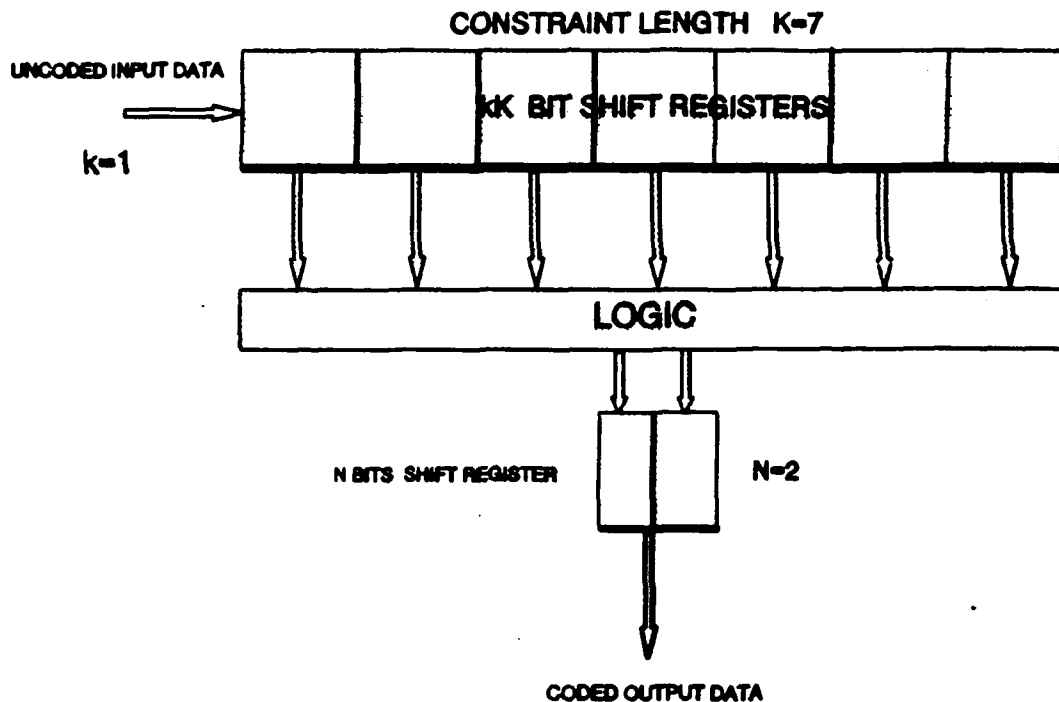 CONSTRAINT LENGTH K=7
UNCODED INPUT DATA
kK BIT SHIFT REGISTERS
k=1
LOGIC
N BITS SHIFT REGISTER
N=2
CODED OUTPUT DATA